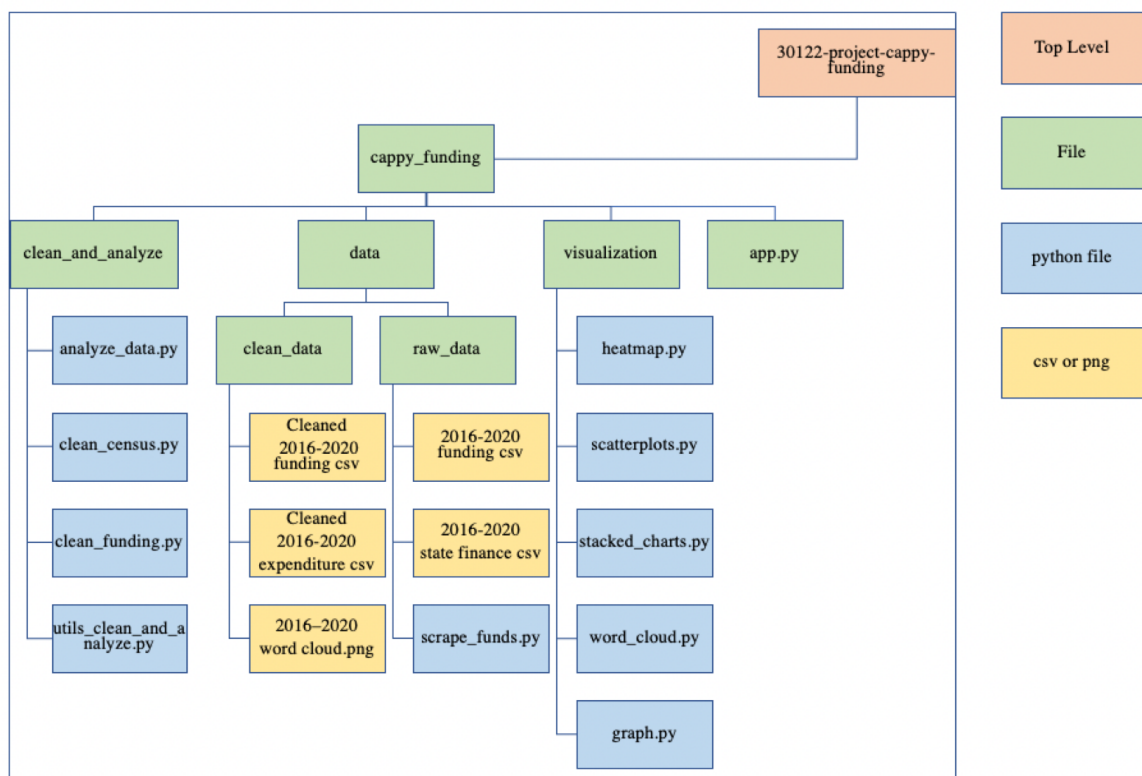 30122-project-cappy-
funding
Top Level
cappy_funding
File
clean_and_analyze
data
visualization
app.py
python file
analyze_data.py
clean_data
raw_data
heatmap.py
csv or png
clean_census.py
Cleaned
2016-2020
funding csv
2016-2020
funding csv
scatterplots.py
clean_funding.py
Cleaned
2016-2020
expenditure csv
2016-2020
state finance csv
stacked_charts.py
utils_clean_and_a
nalyze.py
2016–2020
word cloud.png
scrape_funds.py
word_cloud.py
graph.py